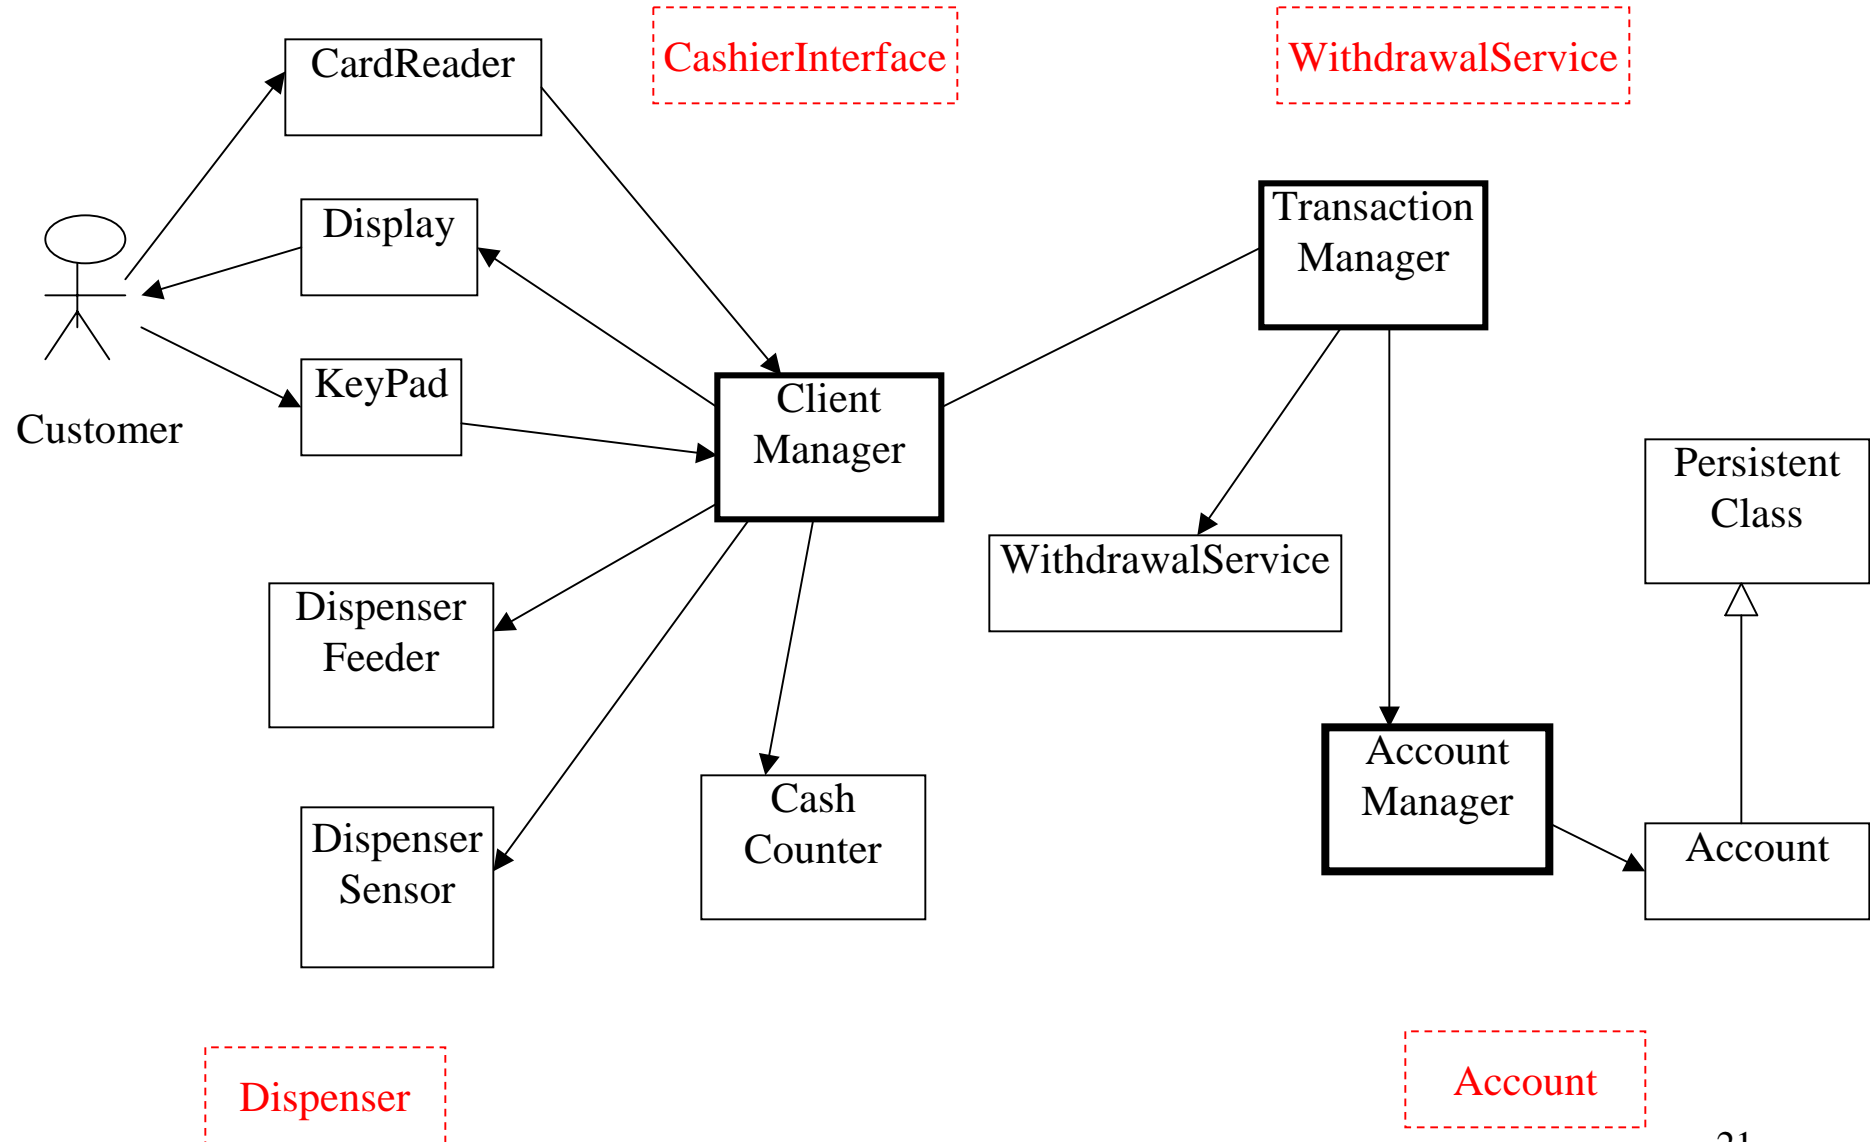 CardReader
CashierInterface
WithdrawalService
Display
Transaction
Manager
KeyPad
Customer
Client
Manager
Persistent
Class
WithdrawalService
Dispenser
Feeder
Account
Manager
Cash
Counter
Dispenser
Sensor
Account
Dispenser
Account
21